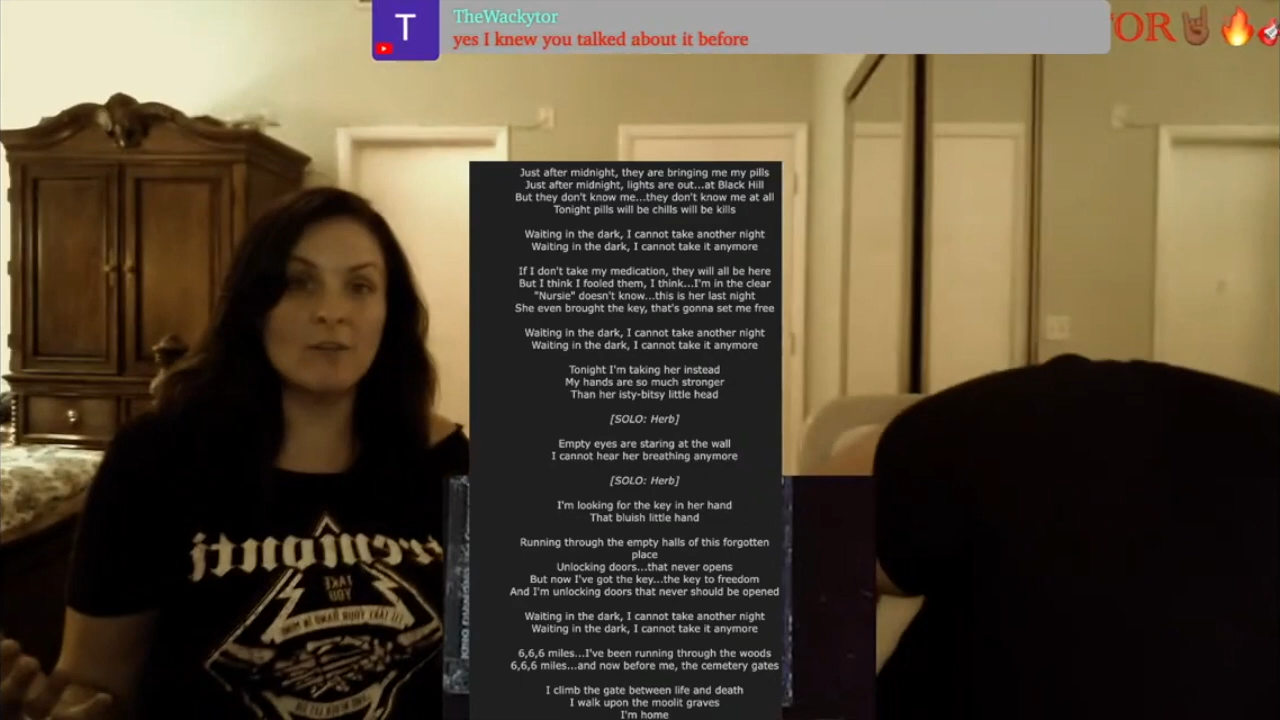 T
TheWackytor
yes I knew you talked about it before
OR🤘🏽🔥
Just after midnight, they are bringing me my pills
Just after midnight, lights are out...at Black Hill
But they don't know me...they don't know me at all
Tonight pills will be chills will be kills
Waiting in the dark, I cannot take another night
Waiting in the dark, I cannot take it anymore
If I don't take my medication, they will all be here
But I think I fooled them, I think...I'm in the clear
"Nursie" doesn't know...this is her last night
She even brought the key, that's gonna set me free
Waiting in the dark, I cannot take another night
Waiting in the dark, I cannot take it anymore
Tonight I'm taking her instead
My hands are so much stronger
Than her isty-bitsy little head
[SOLO: Herb]
Empty eyes are staring at the wall
I cannot hear her breathing anymore
[SOLO: Herb]
I'm looking for the key in her hand
That bluish little hand
Running through the empty halls of this forgotten
place
Unlocking doors...that never opens
But now I've got the key...the key to freedom
And I'm unlocking doors that never should be opened
Waiting in the dark, I cannot take another night
Waiting in the dark, I cannot take it anymore
6,6,6 miles...I've been running through the woods
6,6,6 miles...and now before me, the cemetery gates
I climb the gate between life and death
I walk upon the moolit graves
I'm home
tremonti
TAKE
YOU